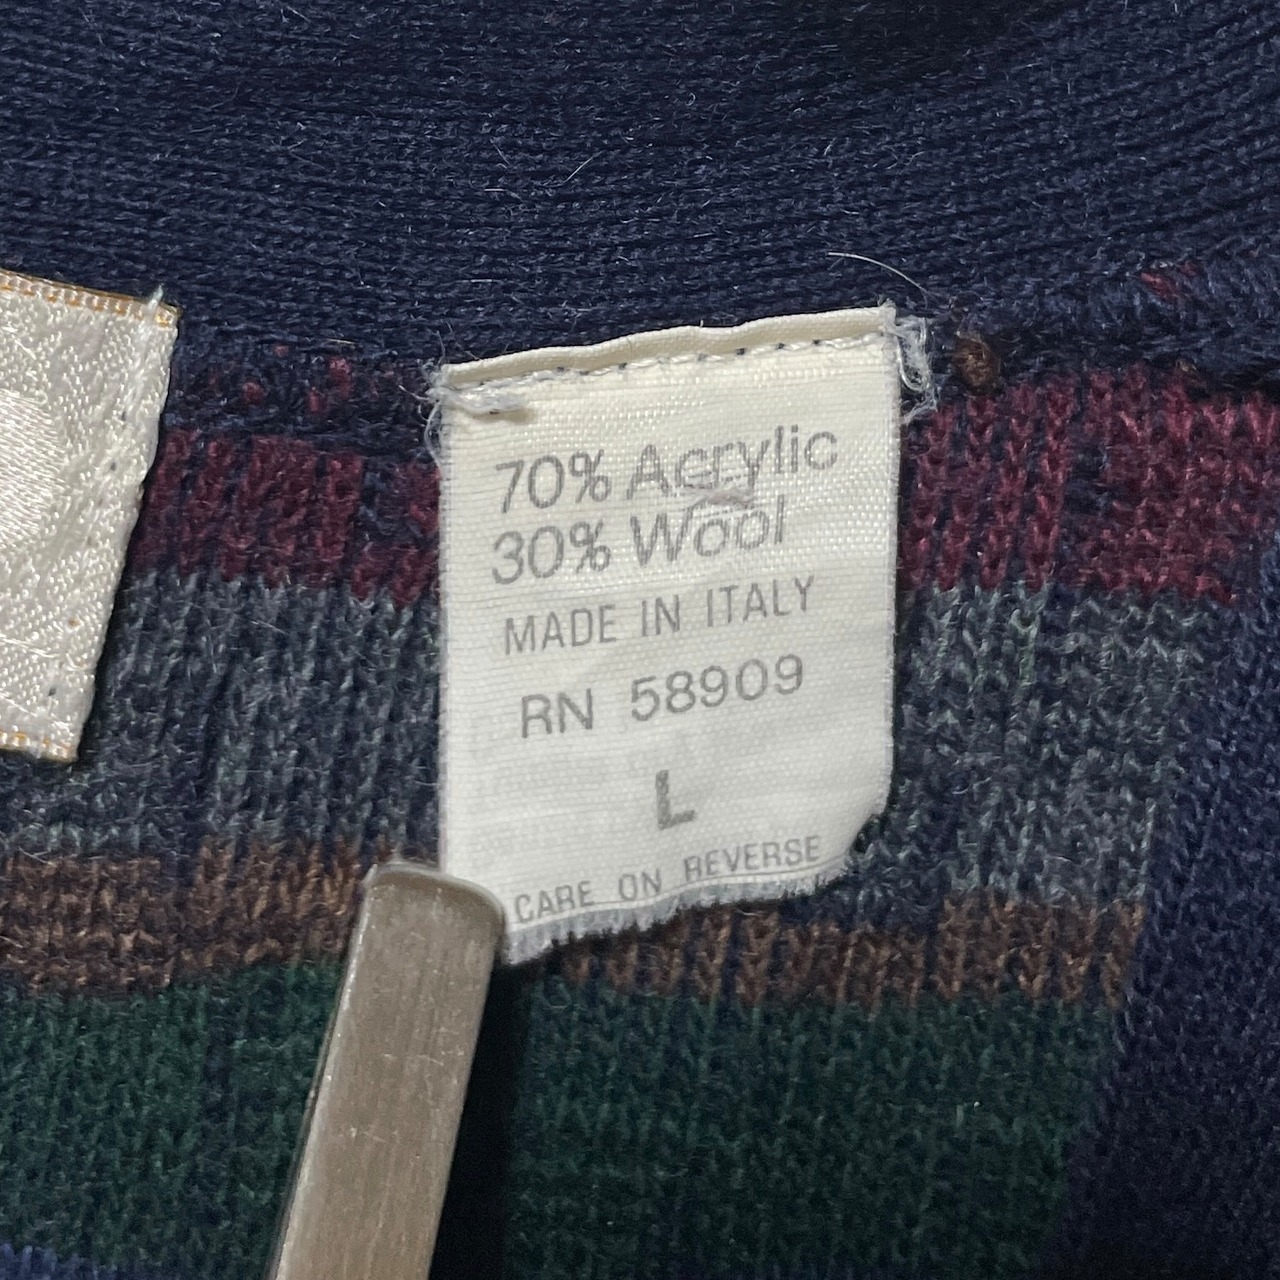 70% Acrylic
30% Wool
MADE IN ITALY
RN 58909
L
CARE ON REVERSE